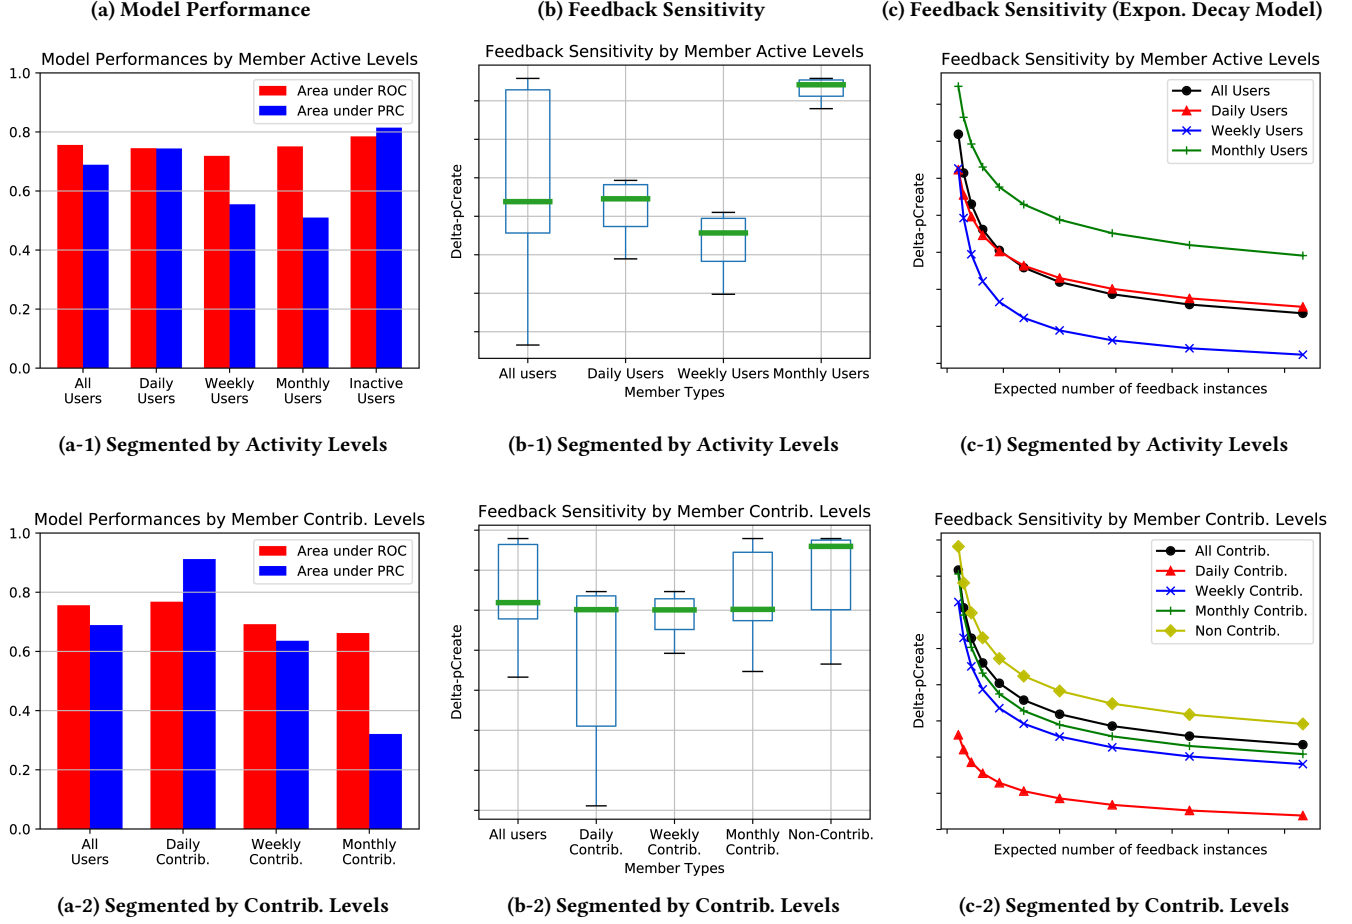 (a) Model Performance
(b) Feedback Sensitivity
(c) Feedback Sensitivity (Expon. Decay Model)
Model Performances by Member Active Levels
1.0
0.8
0.6
0.4
0.2
0.0
Area under ROC
Area under PRC
All
Users
Daily
Users
Weekly
Users
Monthly
Users
Inactive
Users
(a-1) Segmented by Activity Levels
Feedback Sensitivity by Member Active Levels
Delta-pCreate
All users
Daily Users
Weekly Users
Monthly Users
Member Types
(b-1) Segmented by Activity Levels
Feedback Sensitivity by Member Active Levels
All Users
Daily Users
Weekly Users
Monthly Users
Delta-pCreate
Expected number of feedback instances
(c-1) Segmented by Activity Levels
Model Performances by Member Contrib. Levels
1.0
0.8
0.6
0.4
0.2
0.0
Area under ROC
Area under PRC
All
Users
Daily
Contrib.
Weekly
Contrib.
Monthly
Contrib.
(a-2) Segmented by Contrib. Levels
Feedback Sensitivity by Member Contrib. Levels
Delta-pCreate
All users
Daily
Contrib.
Weekly
Contrib.
Monthly
Contrib.
Non-Contrib.
Member Types
(b-2) Segmented by Contrib. Levels
Feedback Sensitivity by Member Contrib. Levels
All Contrib.
Daily Contrib.
Weekly Contrib.
Monthly Contrib.
Non Contrib.
Delta-pCreate
Expected number of feedback instances
(c-2) Segmented by Contrib. Levels